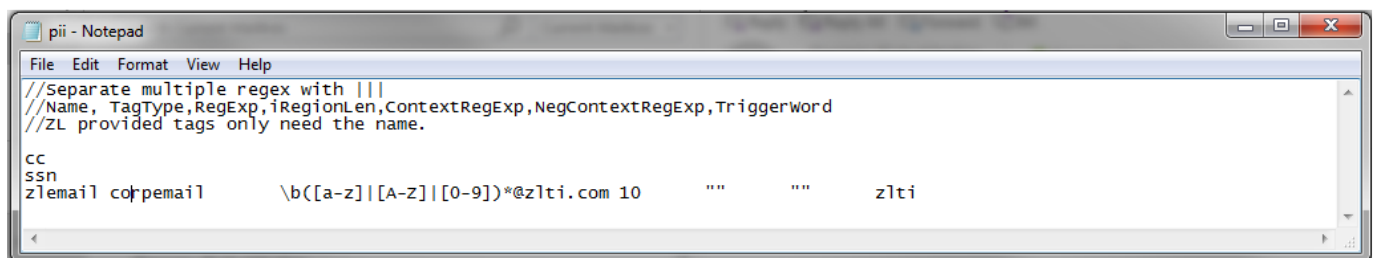 pii - Notepad
File Edit Format View Help
//Separate multiple regex with |||
//Name, TagType,RegExp,iRegionLen,ContextRegExp,NegContextRegExp,TriggerWord
//ZL provided tags only need the name.
cc
ssn
zlemail corpemail \b([a-z]|[A-Z]|[0-9])*@zlti.com 10 "" "" zlti